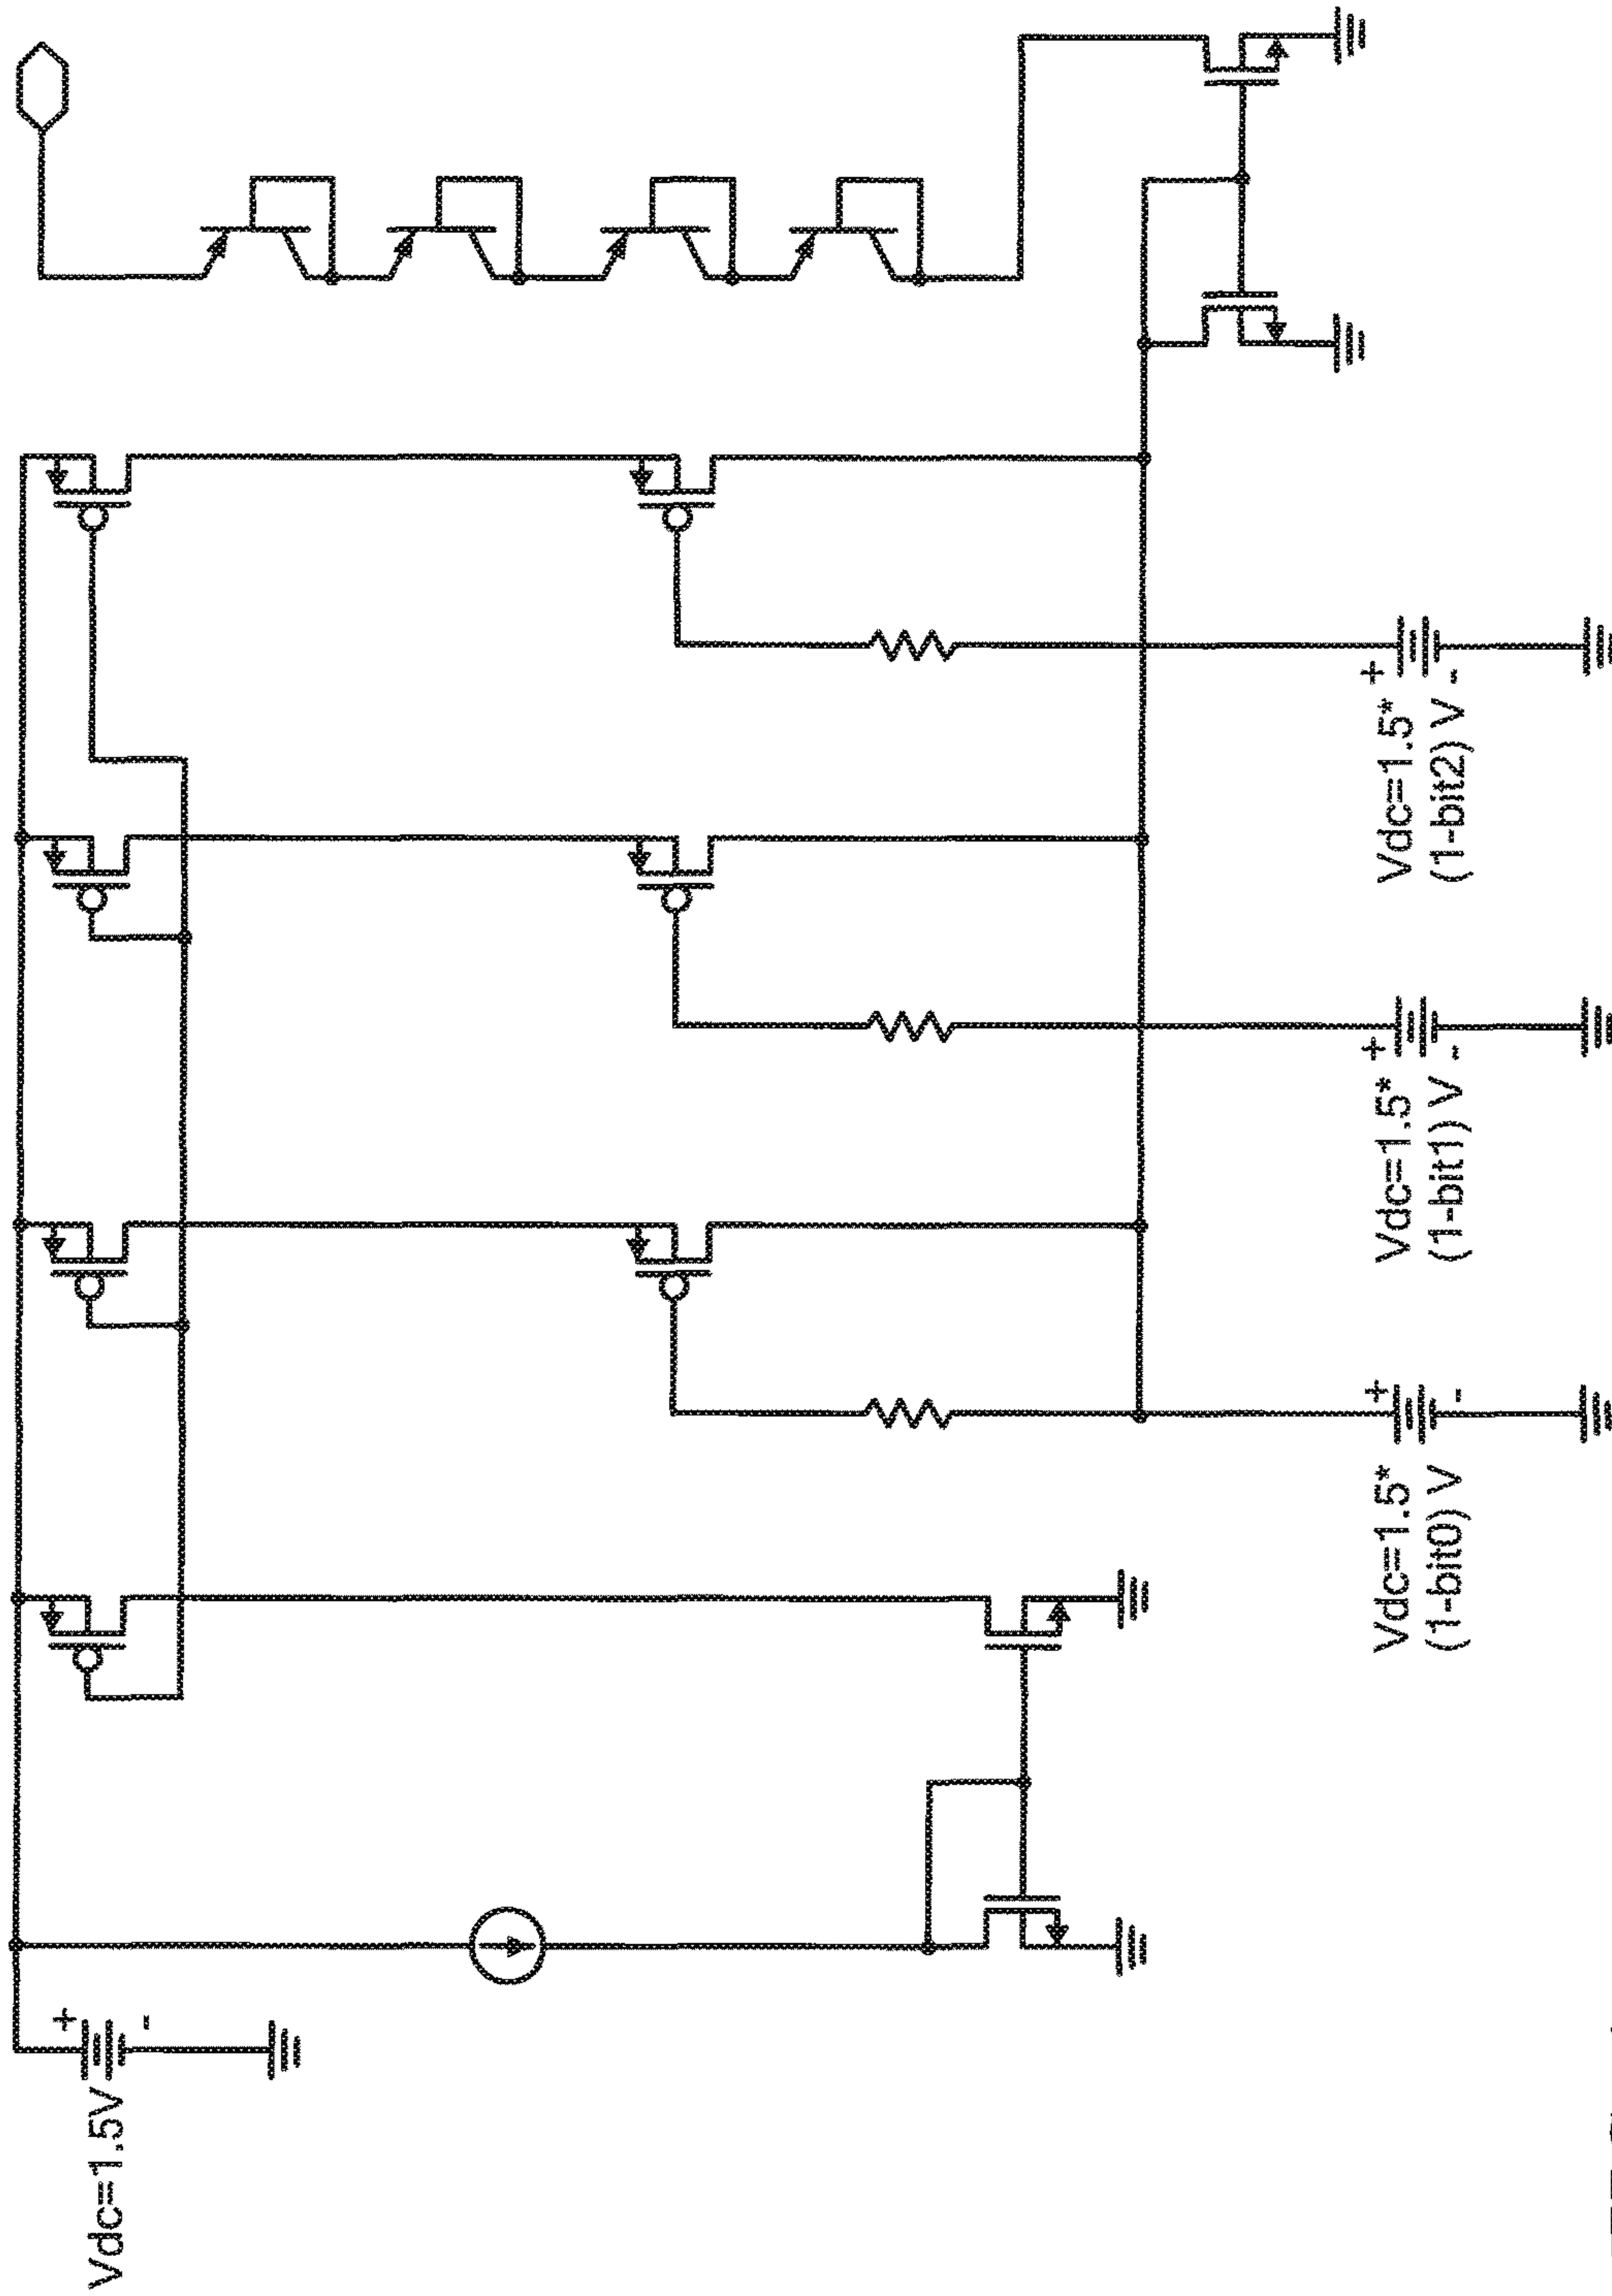 Vdc=1.5V
+
-
Vdc=1.5* +
(1-bit0) V -
Vdc=1.5* +
(1-bit1) V -
Vdc=1.5* +
(1-bit2) V -